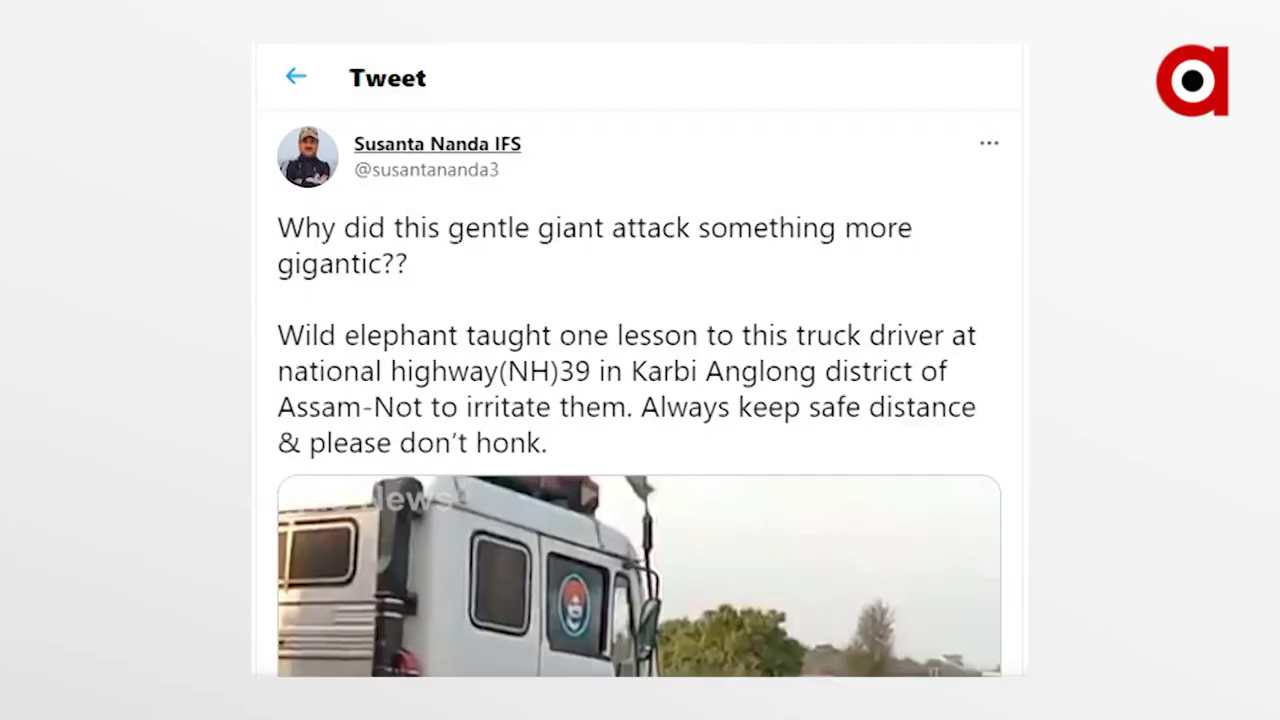 Tweet
Susanta Nanda IFS
@susantananda3
Why did this gentle giant attack something more
gigantic??
Wild elephant taught one lesson to this truck driver at
national highway(NH)39 in Karbi Anglong district of
Assam-Not to irritate them. Always keep safe distance
& please don't honk.
News